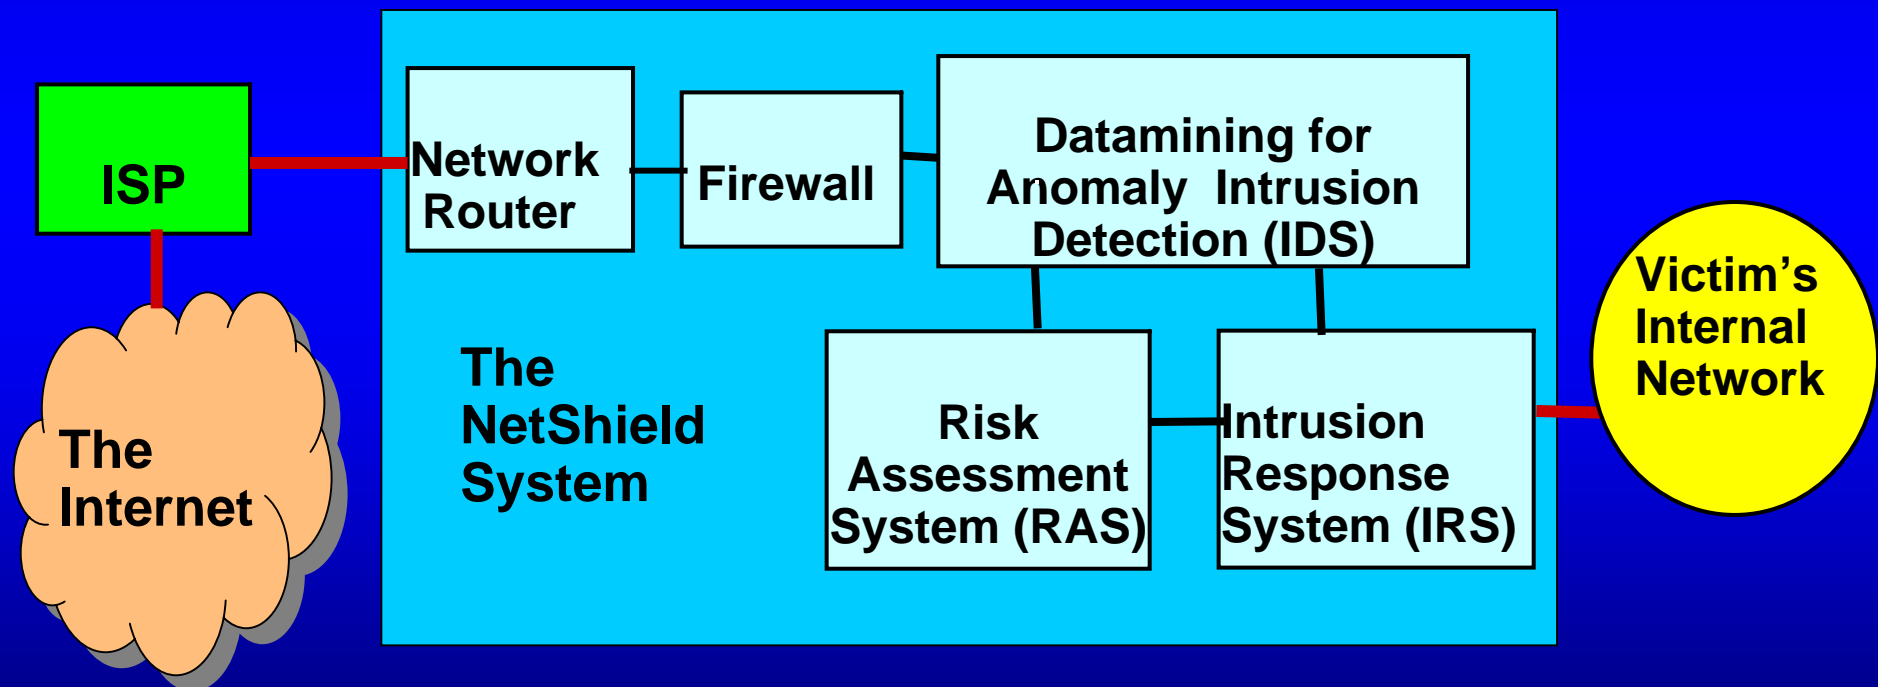 ISP
The
Internet
Network
Router
Firewall
Datamining for
Anomaly Intrusion
Detection (IDS)
The
NetShield
System
Risk
Assessment
System (RAS)
Intrusion
Response
System (IRS)
Victim’s
Internal
Network